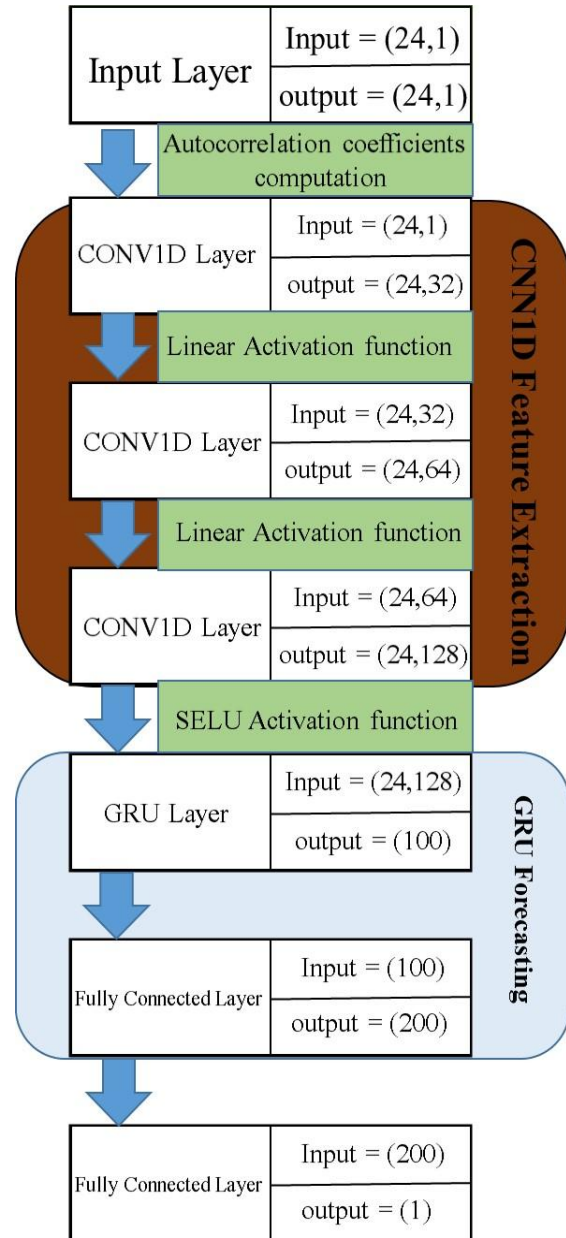 Input Layer
Input = (24,1)
output = (24,1)
Autocorrelation coefficients
computation
CONV1D Layer
Input = (24,1)
output = (24,32)
Linear Activation function
CONV1D Layer
Input = (24,32)
output = (24,64)
Linear Activation function
CONV1D Layer
Input = (24,64)
output = (24,128)
CNN1D Feature Extraction
SELU Activation function
GRU Layer
Input = (24,128)
output = (100)
Fully Connected Layer
Input = (100)
output = (200)
GRU Forecasting
Fully Connected Layer
Input = (200)
output = (1)